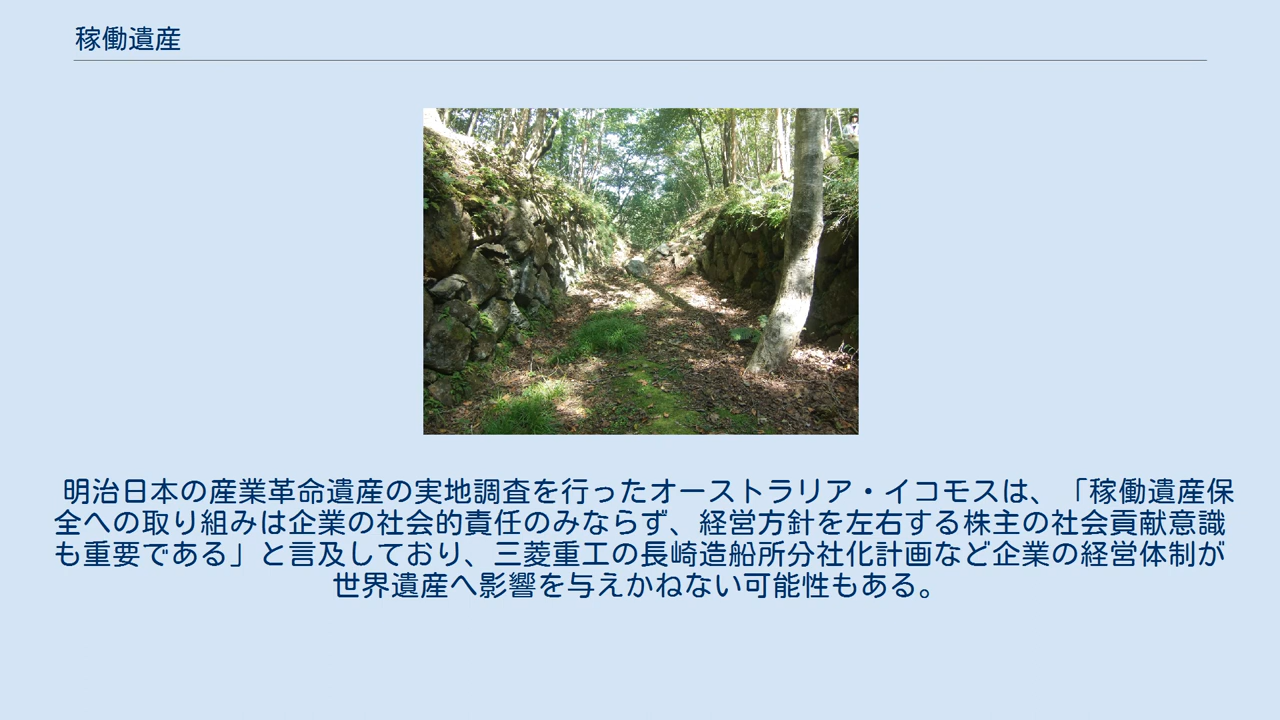 稼働遺産
明治日本の産業革命遺産の実地調査を行ったオーストラリア・イコモスは、「稼働遺産保
全への取り組みは企業の社会的責任のみならず、経営方針を左右する株主の社会貢献意識
も重要である」と言及しており、三菱重工の長崎造船所分社化計画など企業の経営体制が
世界遺産へ影響を与えかねない可能性もある。